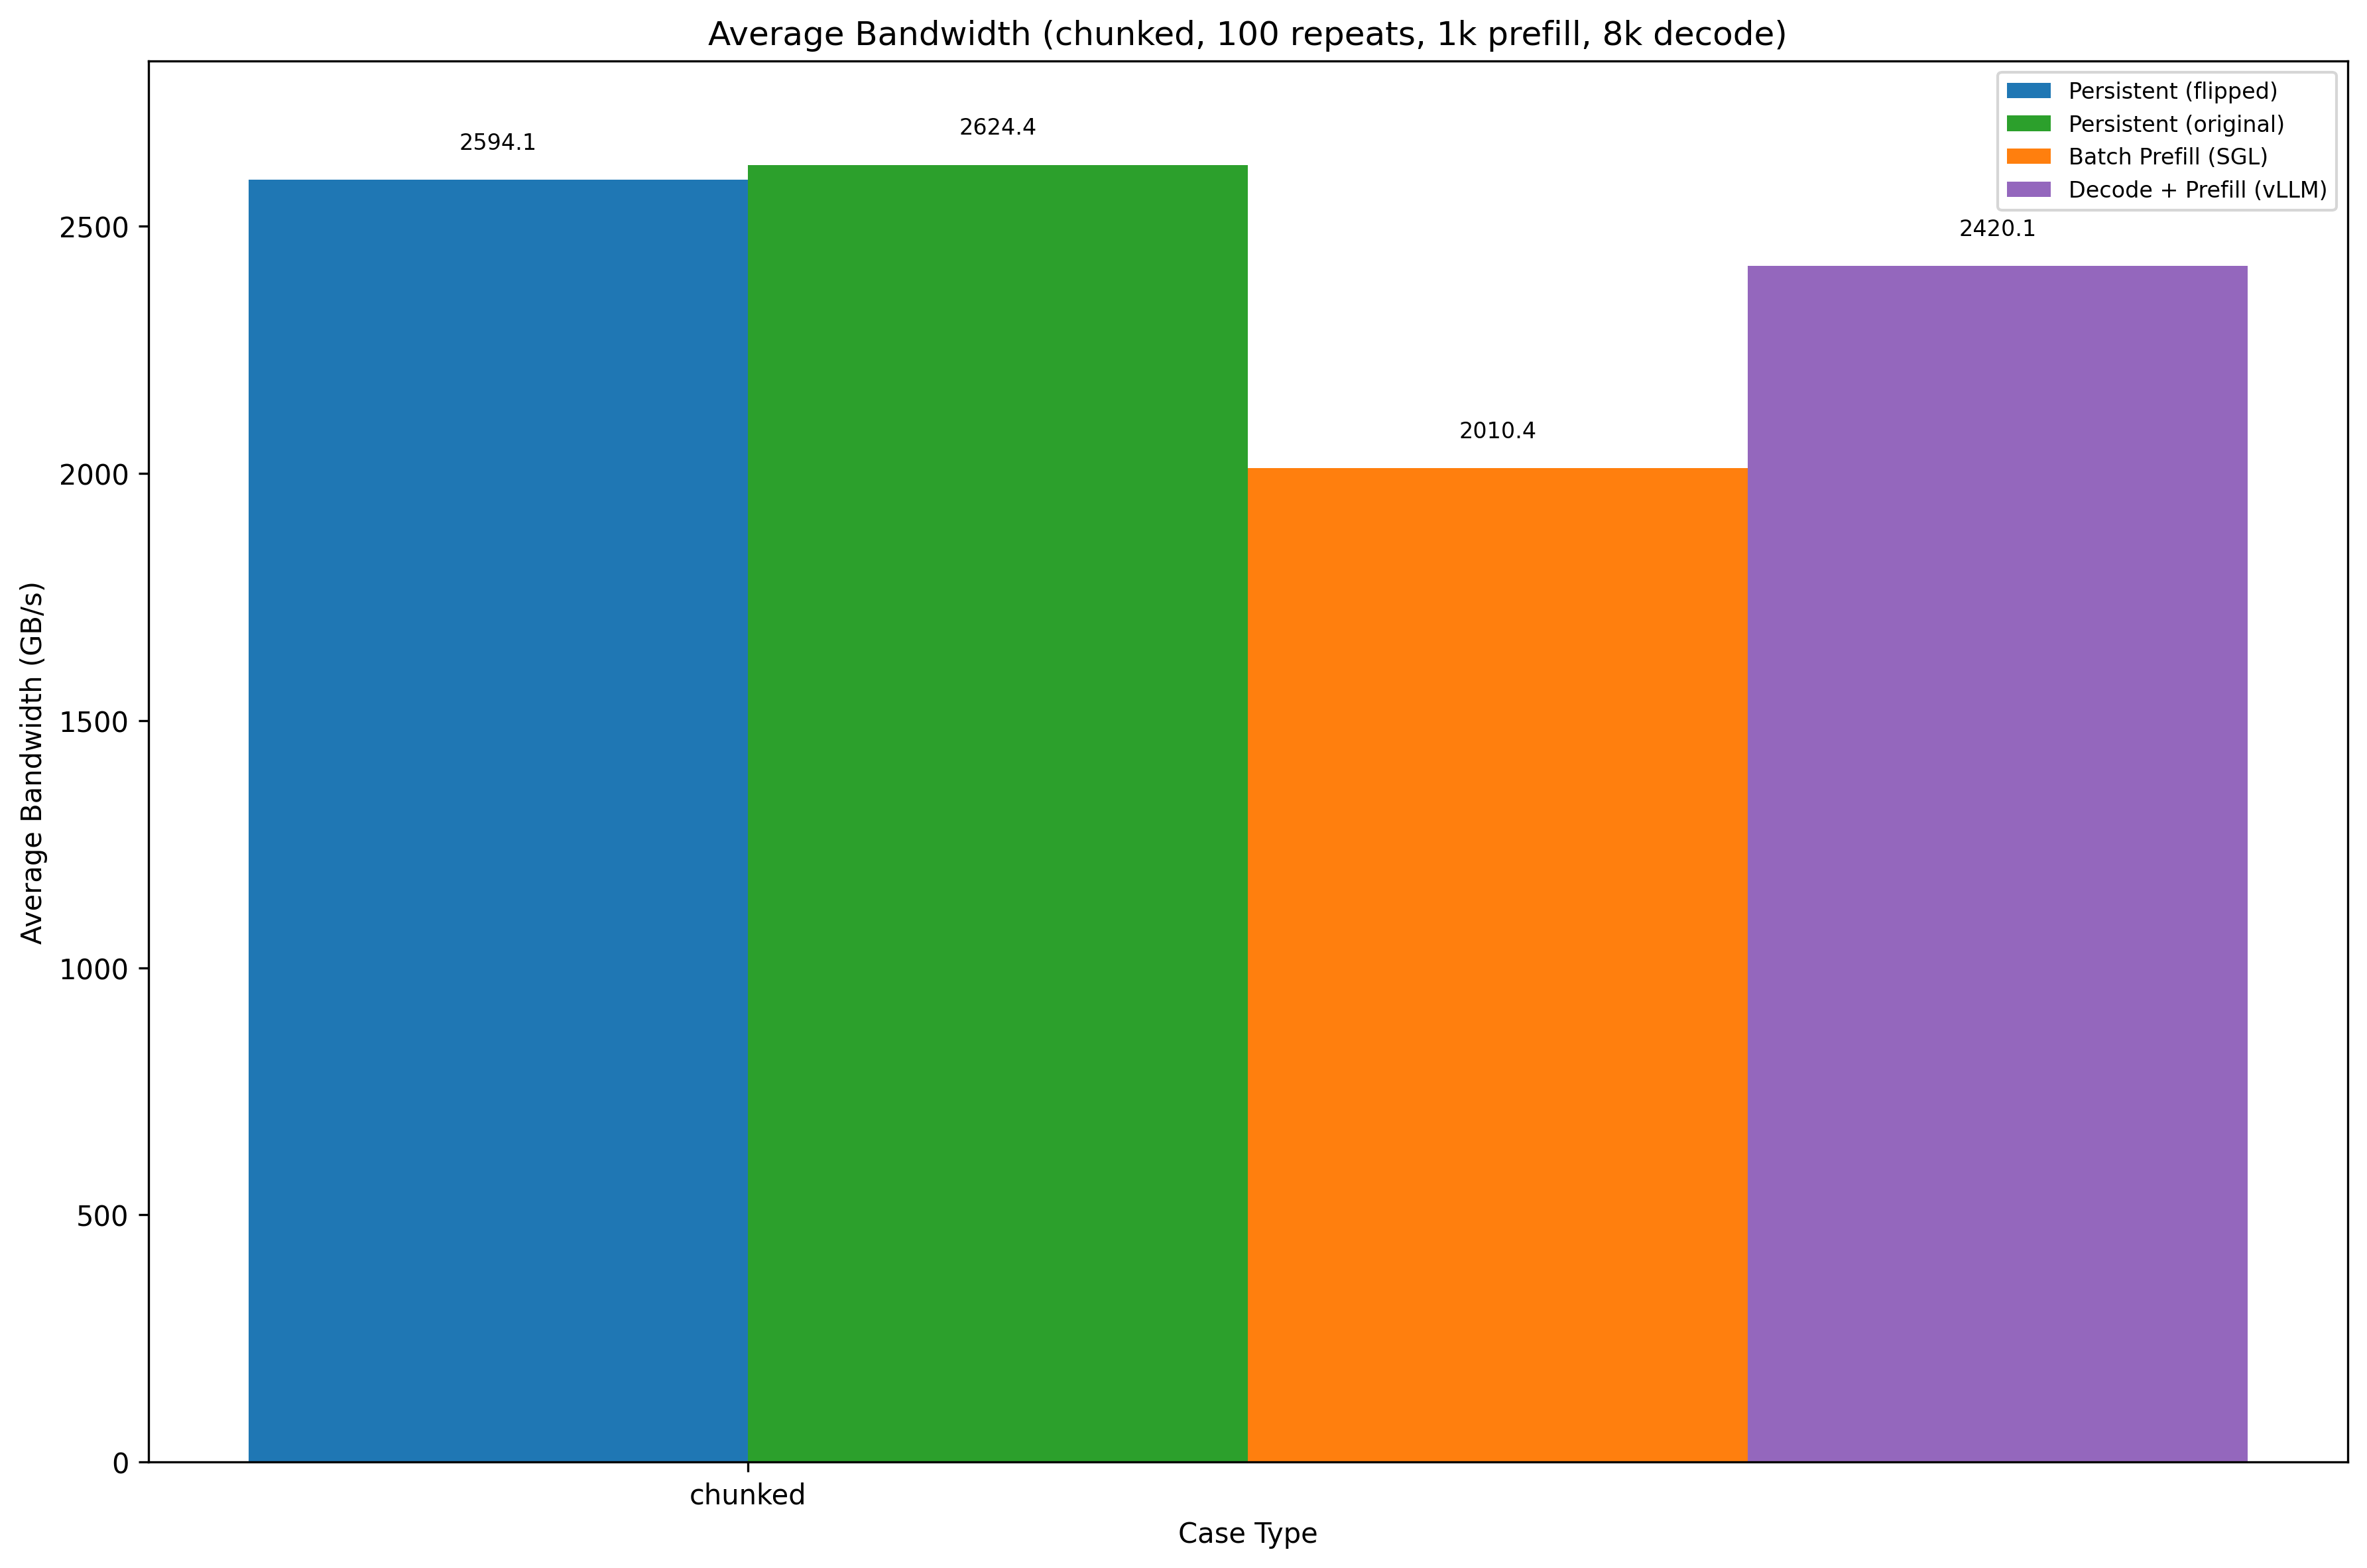 Average Bandwidth (chunked, 100 repeats, 1k prefill, 8k decode)
Persistent (flipped)
Persistent (original)
Batch Prefill (SGL)
Decode + Prefill (vLLM)
2594.1
2624.4
2010.4
2420.1
Average Bandwidth (GB/s)
2500
2000
1500
1000
500
0
chunked
Case Type